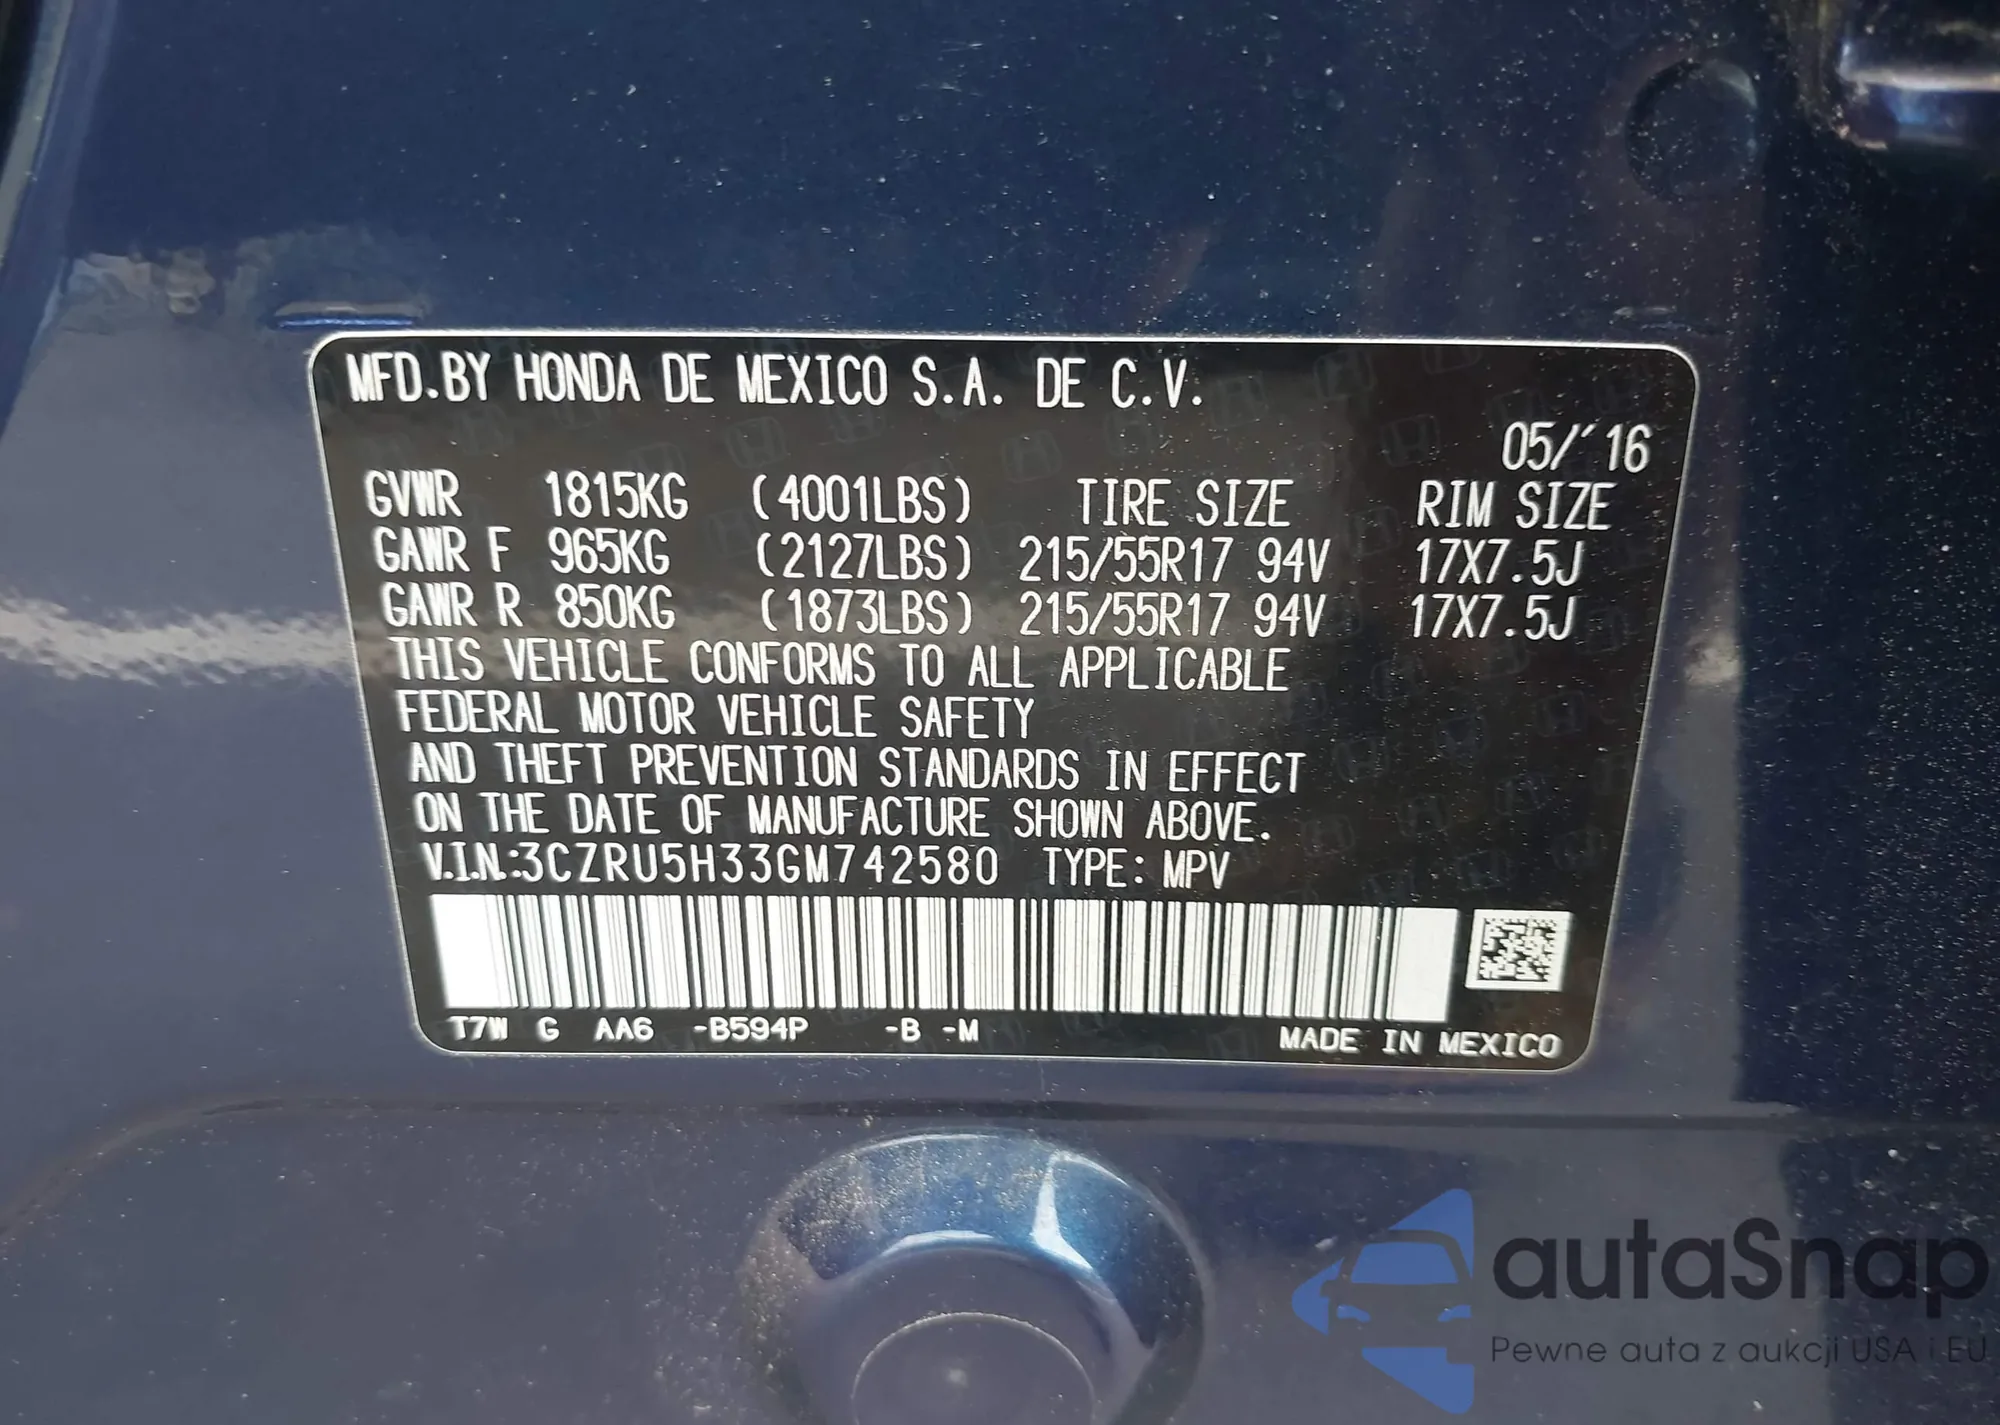 MFD.BY HONDA DE MEXICO S.A. DE C.V.
05/´16
GVWR 1815KG (4001LBS) TIRE SIZE RIM SIZE
GAWR F 965KG (2127LBS) 215/55R17 94V 17X7.5J
GAWR R 850KG (1873LBS) 215/55R17 94V 17X7.5J
THIS VEHICLE CONFORMS TO ALL APPLICABLE
FEDERAL MOTOR VEHICLE SAFETY
AND THEFT PREVENTION STANDARDS IN EFFECT
ON THE DATE OF MANUFACTURE SHOWN ABOVE.
V.I.N.:3CZRU5H33GM742580 TYPE: MPV
T7W G AA6 -B594P -B -M MADE IN MEXICO
autaSnap
Pewne auta z aukcji USA i EU